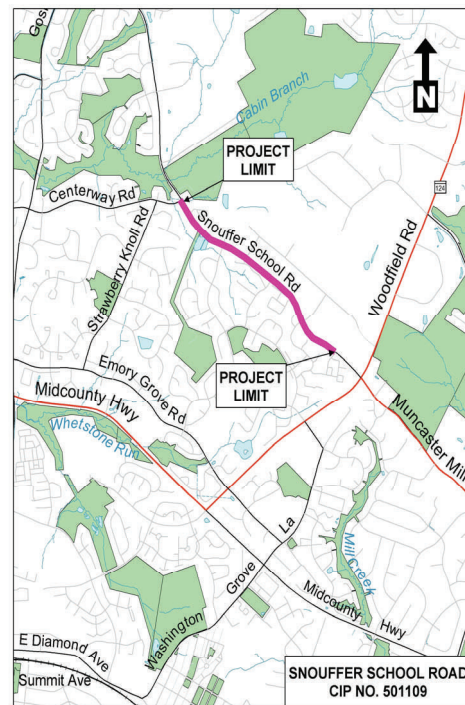 Gos
Cabin Branch
N
PROJECT
LIMIT
124
Centerway Rd
Snouffer School Rd
Strawberry Knoll Rd
Woodfield Rd
PROJECT
LIMIT
Emory Grove Rd
Midcounty Hwy
Muncaster Mill
Whetstone Run
Washington Grove La
Mill Creek
Midcounty Hwy
E Diamond Ave
Summit Ave
SNOUFFER SCHOOL ROAD
CIP NO. 501109